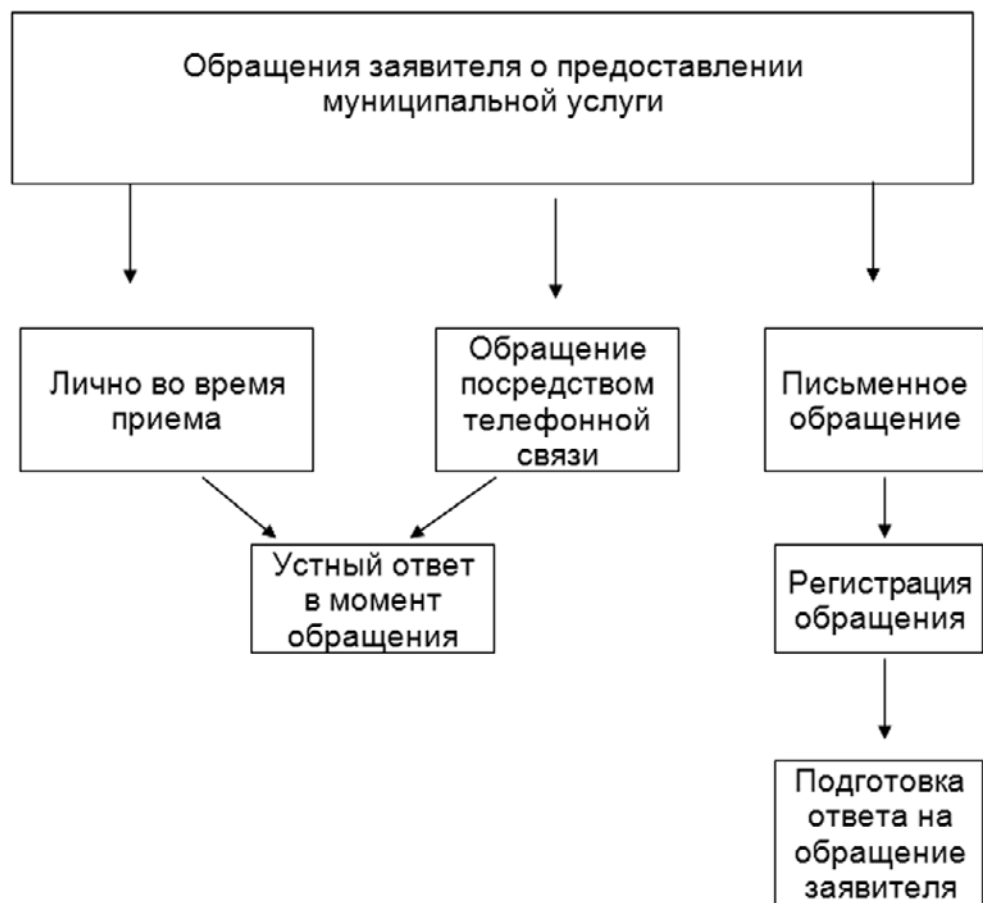 Обращения заявителя о предоставлении
муниципальной услуги
Лично во время
приема
Обращение
посредством
телефонной
связи
Письменное
обращение
Устный ответ
в момент
обращения
Регистрация
обращения
Подготовка
ответа на
обращение
заявителя